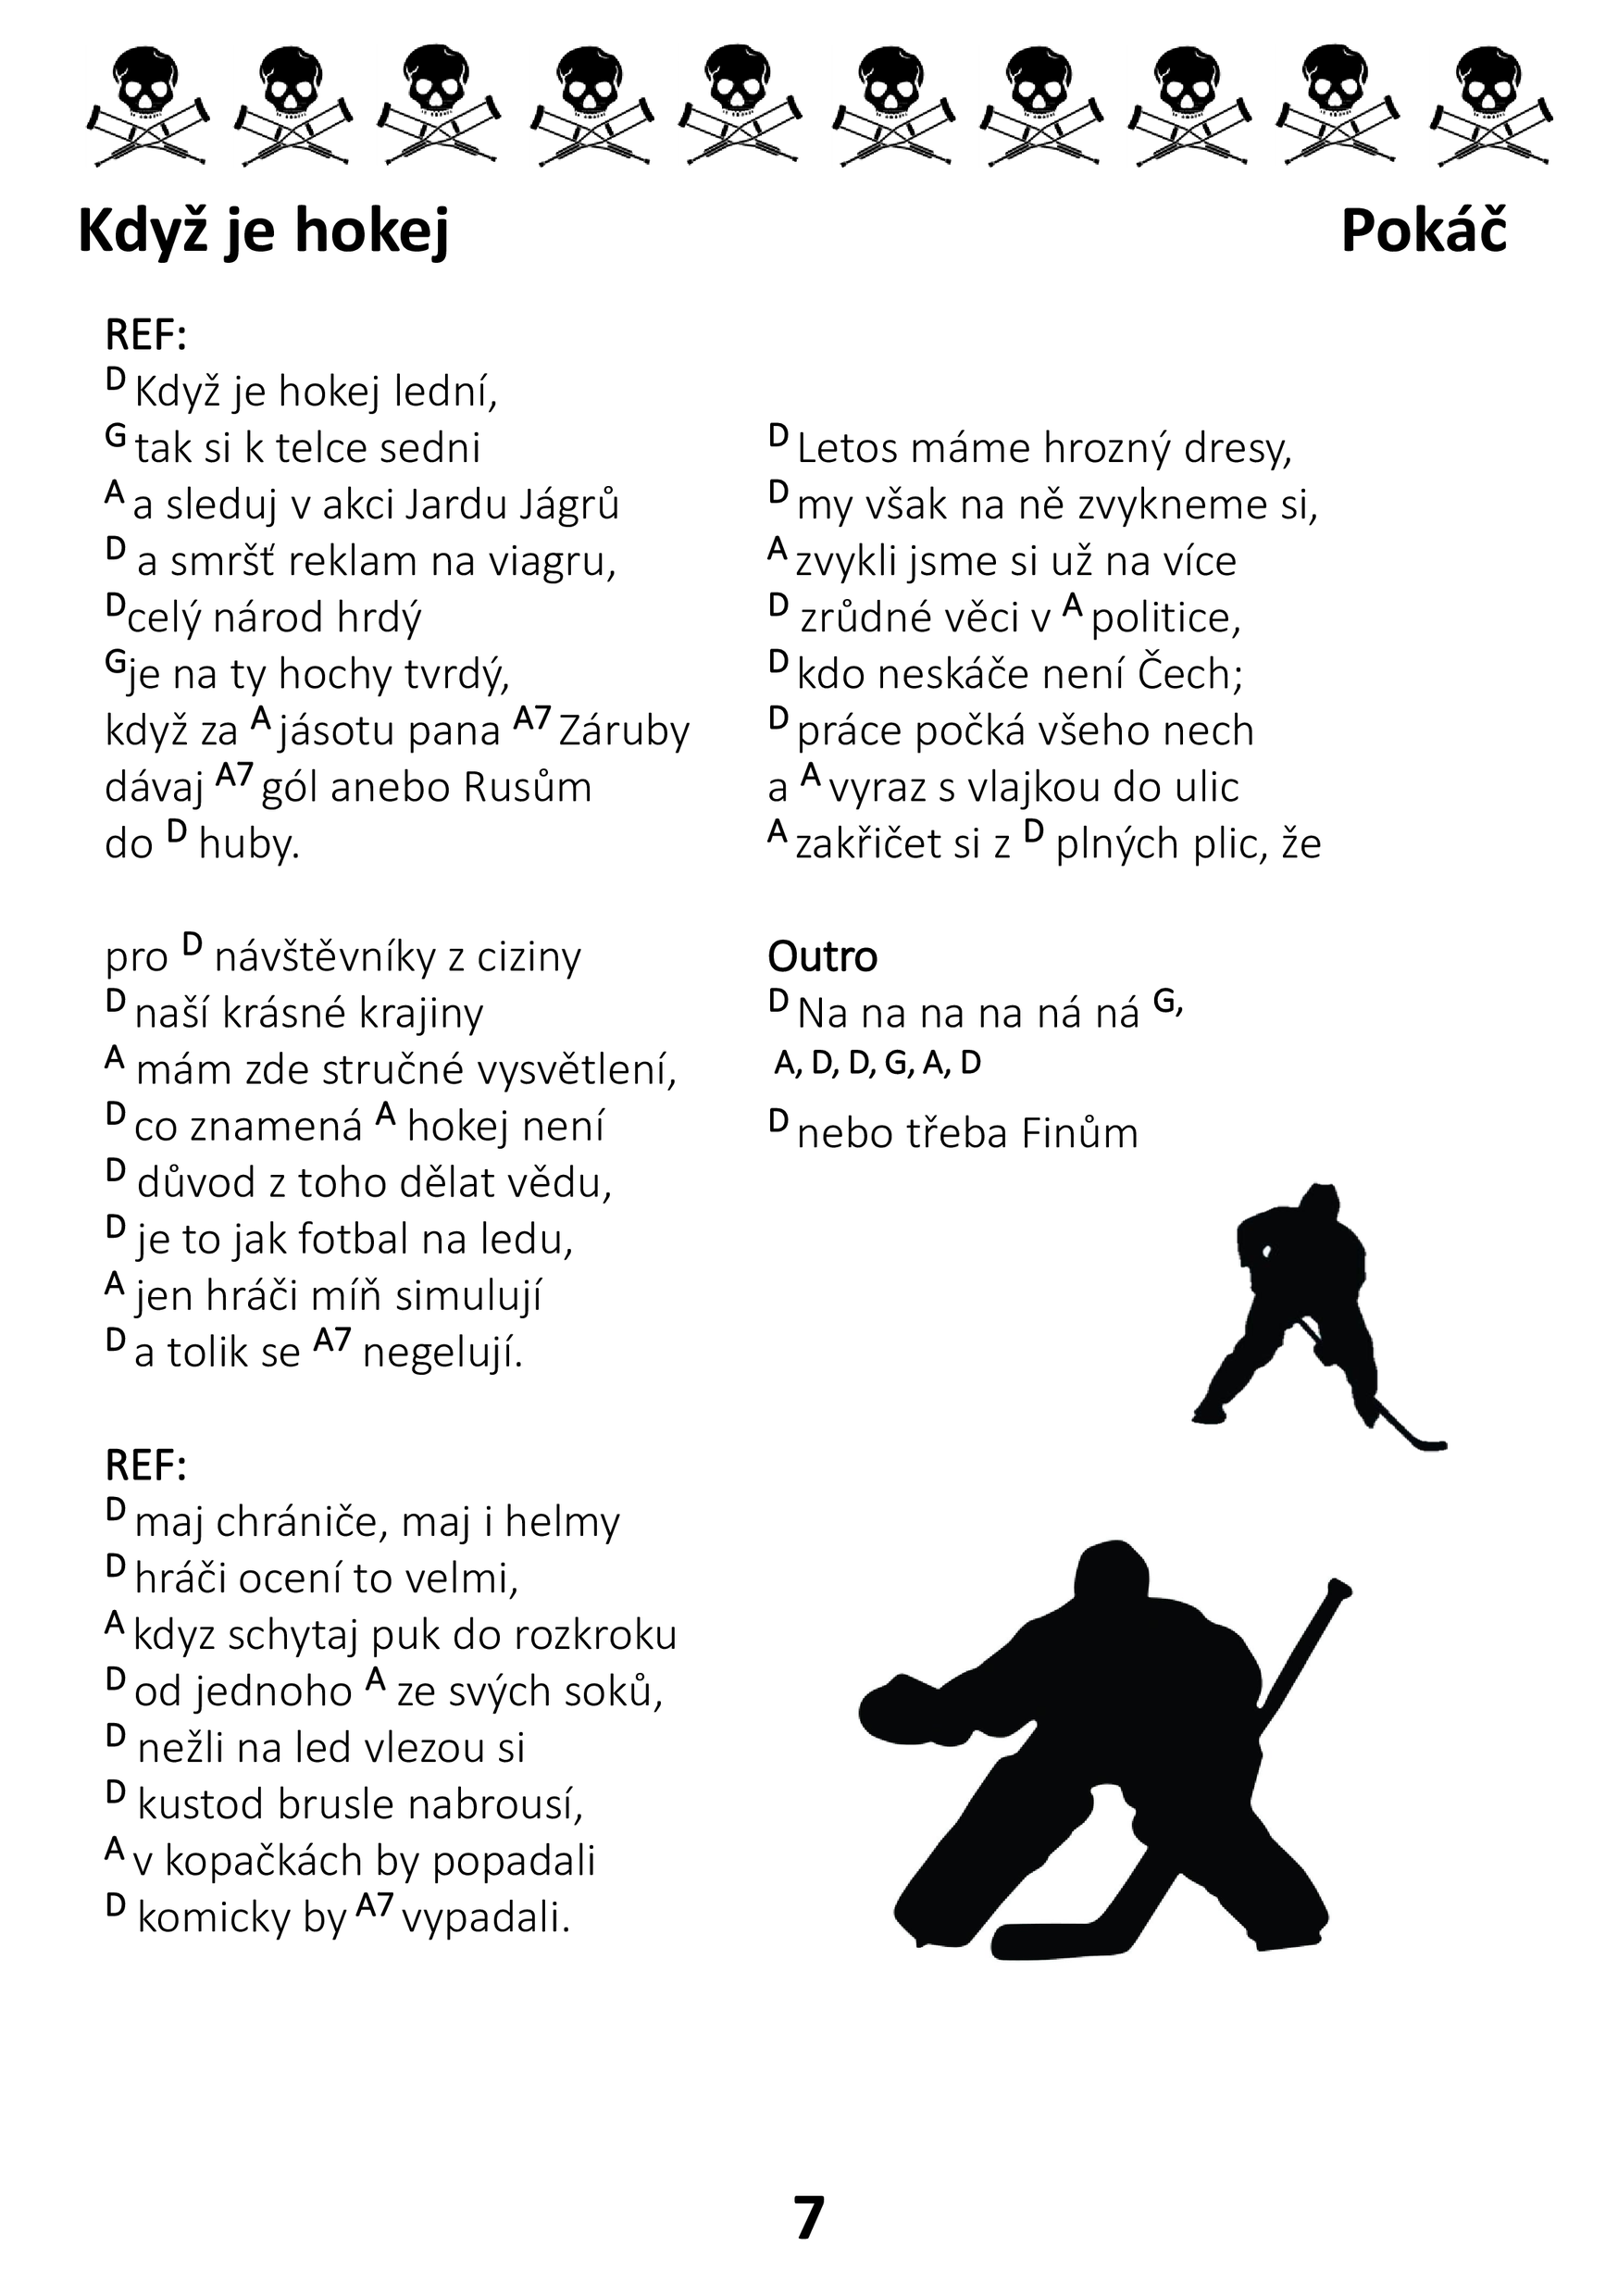 Když je hokej
Pokáč
REF:
D Když je hokej lední,
G tak si k telce sedni
A a sleduj v akci Jardu Jágrů
D a smršť reklam na viagru,
D celý národ hrdý
G je na ty hochy tvrdý,
když za A jásotu pana A7 Záruby
dávaj A7 gól anebo Rusům
do D huby.
pro D návštěvníky z ciziny
D naší krásné krajiny
A mám zde stručné vysvětlení,
D co znamená A hokej není
D důvod z toho dělat vědu,
D je to jak fotbal na ledu,
A jen hráči míň simulují
D a tolik se A7 negelují.
REF:
D maj chrániče, maj i helmy
D hráči ocení to velmi,
A kdyz schytaj puk do rozkroku
D od jednoho A ze svých soků,
D nežli na led vlezou si
D kustod brusle nabrousí,
A v kopačkách by popadali
D komicky by A7 vypadali.
D Letos máme hrozný dresy,
D my však na ně zvykneme si,
A zvykli jsme si už na více
D zrůdné věci v A politice,
D kdo neskáče není Čech;
D práce počká všeho nech
a A vyraz s vlajkou do ulic
A zakřičet si z D plných plic, že
Outro
D Na na na na ná ná G,
A, D, D, G, A, D
D nebo třeba Finům
7